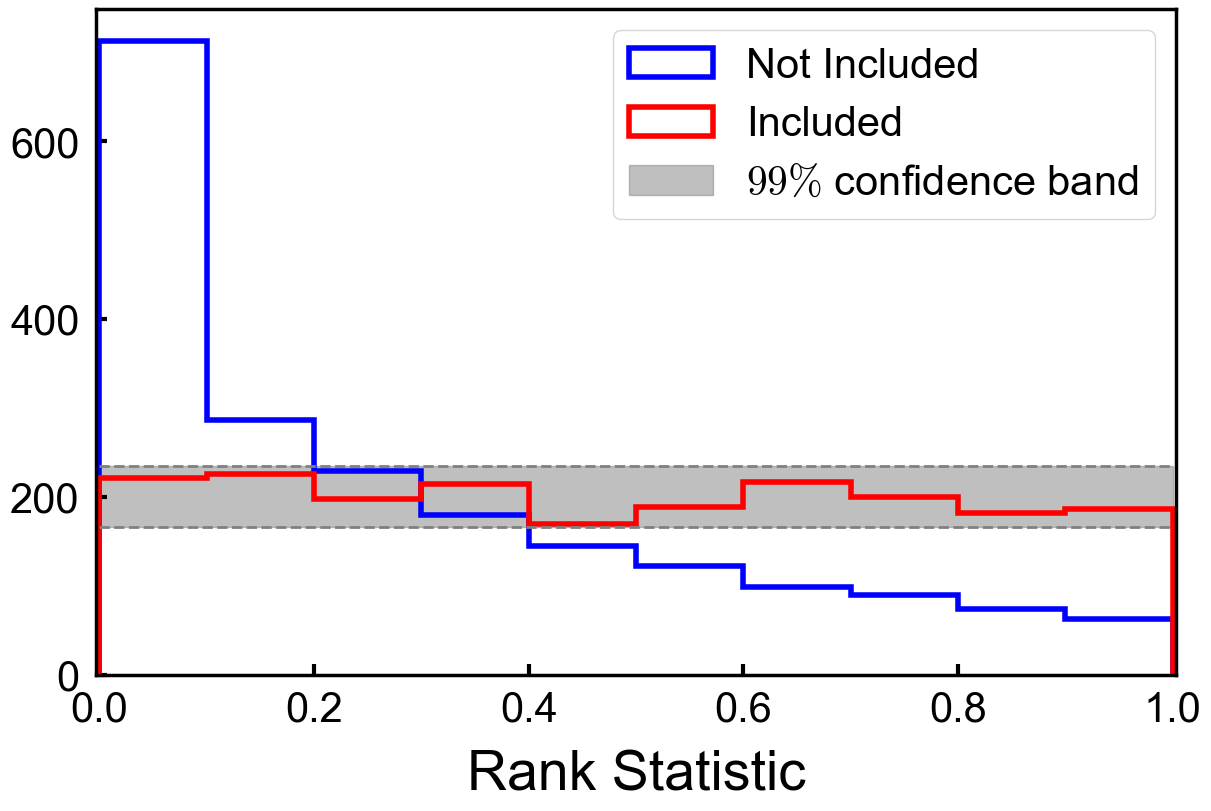 600
400
200
0
0.0 0.2 0.4 0.6 0.8 1.0
Rank Statistic
Not Included
Included
99% confidence band